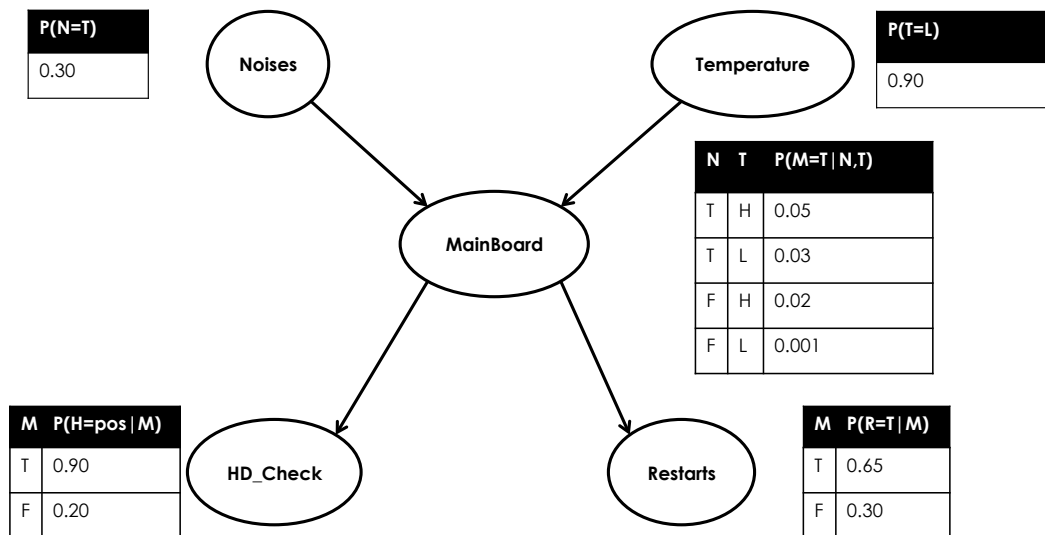 P(N=T)
0.30
Noises
Temperature
P(T=L)
0.90
N T P(M=T|N,T)
T H 0.05
T L 0.03
F H 0.02
F L 0.001
MainBoard
M P(H=pos|M)
T 0.90
F 0.20
HD_Check
Restarts
M P(R=T|M)
T 0.65
F 0.30